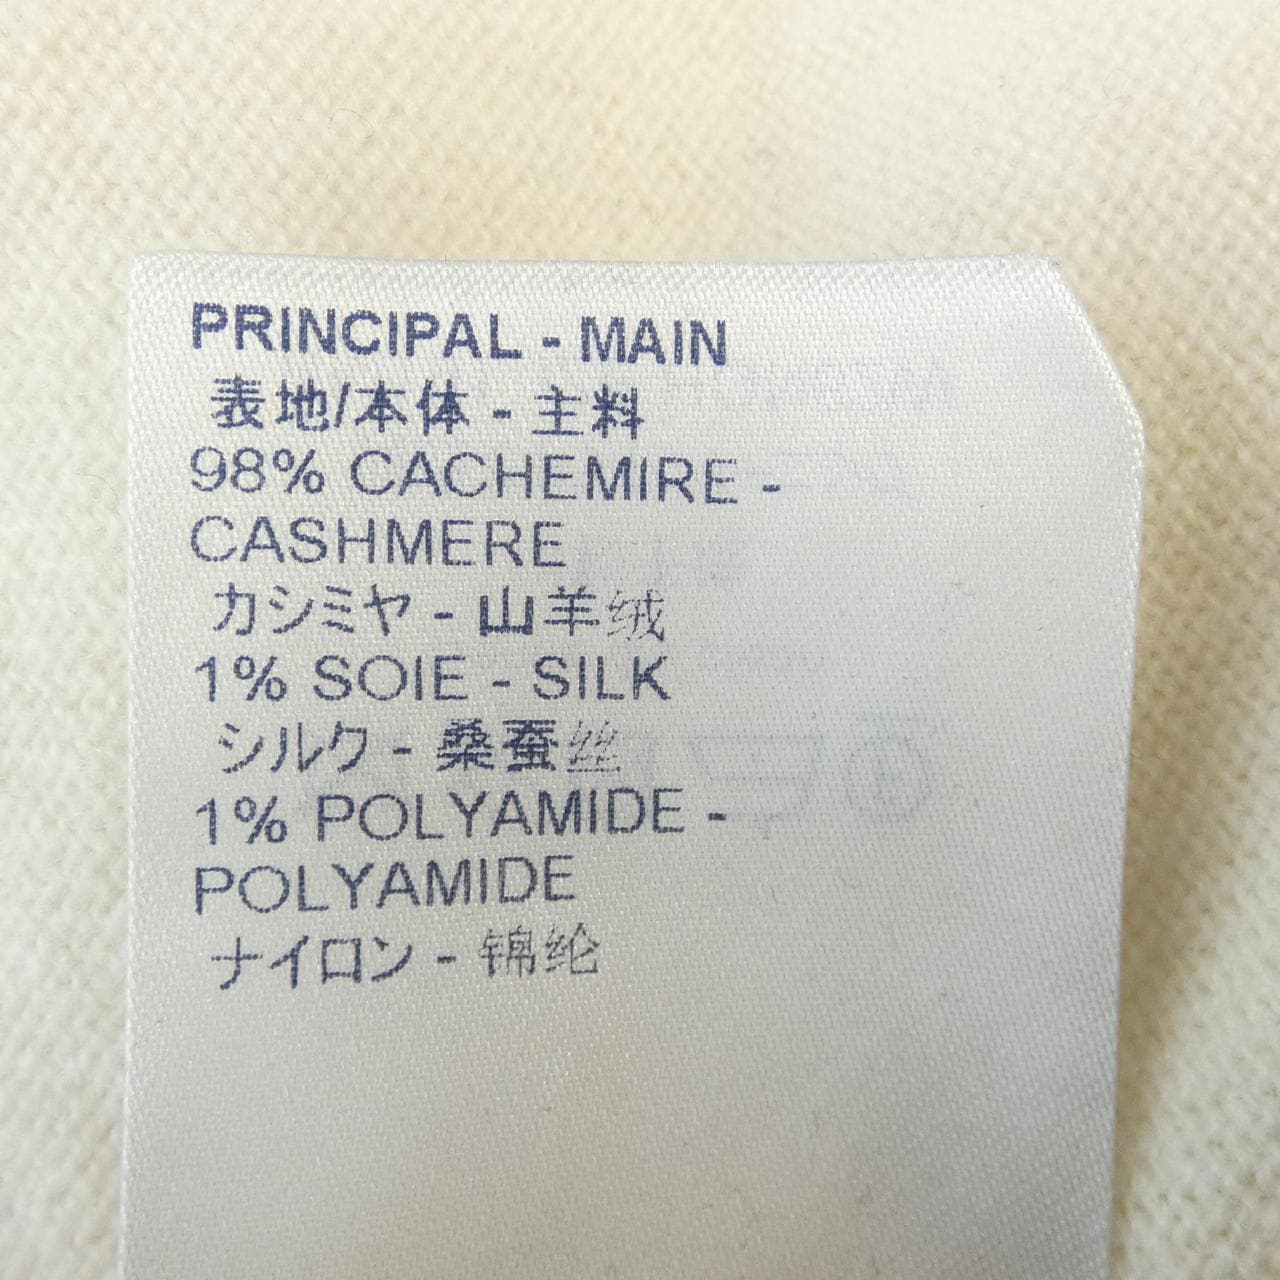 PRINCIPAL - MAIN
表地/本体 - 主料
98% CACHEMIRE -
CASHMERE
カシミヤ - 山羊绒
1% SOIE - SILK
シルク - 桑蚕丝
1% POLYAMIDE -
POLYAMIDE
ナイロン - 锦纶